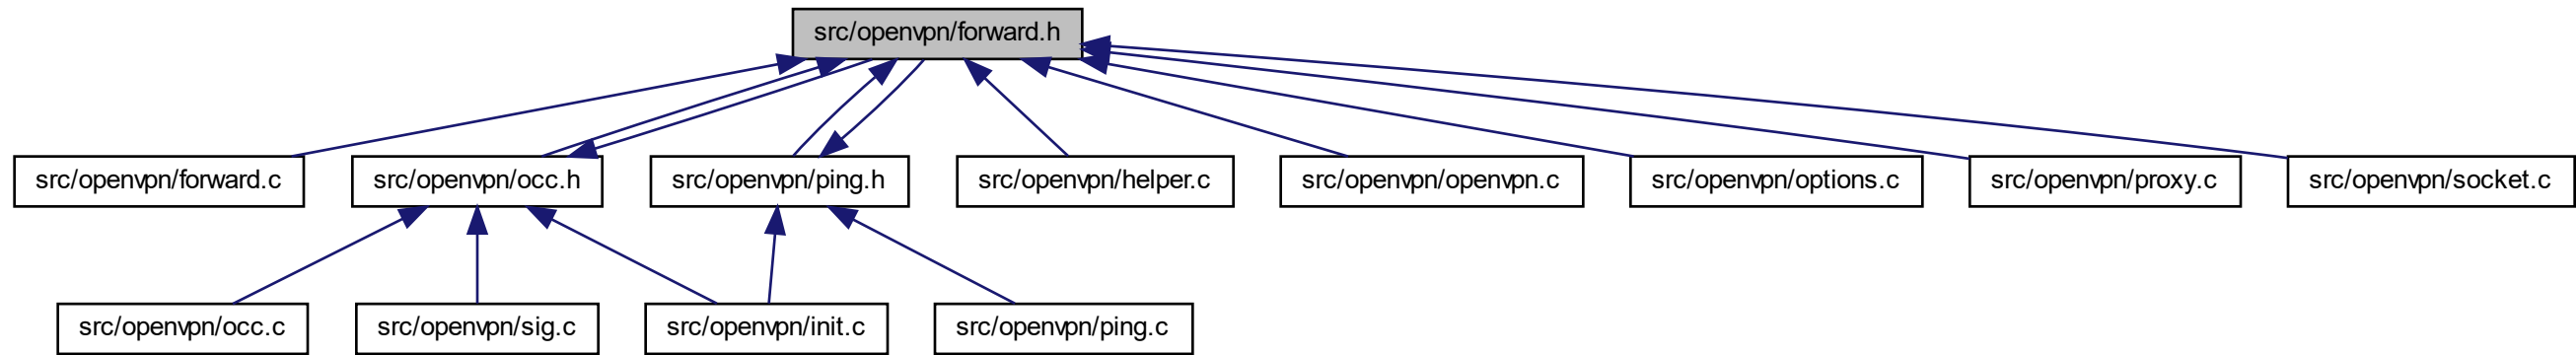 src/openvpn/forward.h
src/openvpn/forward.c
src/openvpn/occ.h
src/openvpn/ping.h
src/openvpn/helper.c
src/openvpn/openvpn.c
src/openvpn/options.c
src/openvpn/proxy.c
src/openvpn/socket.c
src/openvpn/occ.c
src/openvpn/sig.c
src/openvpn/init.c
src/openvpn/ping.c